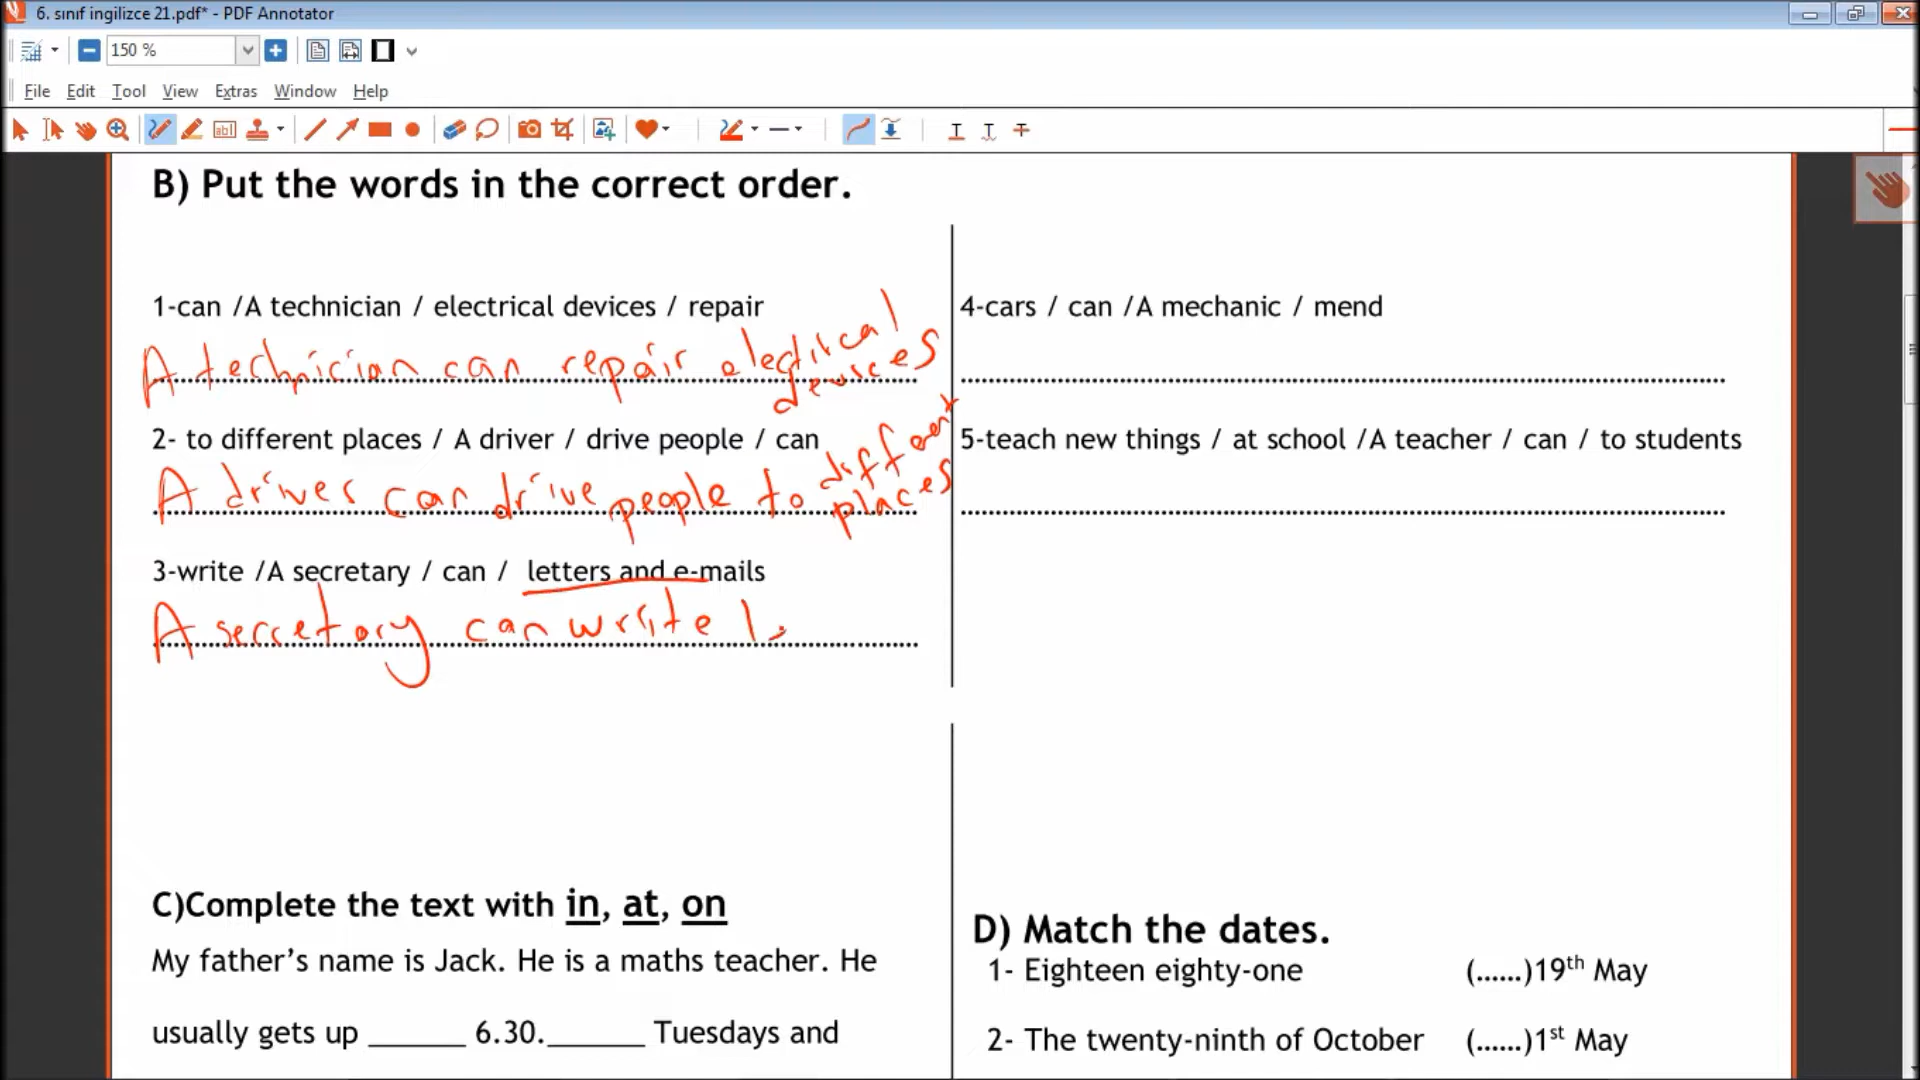 6. sınıf ingilizce 21.pdf* - PDF Annotator
150 %
File Edit Tool View Extras Window Help
B) Put the words in the correct order.
1-can /A technician / electrical devices / repair
A technician can repair electircal
devices
2- to different places / A driver / drive people / can
A driver can drive people to different
places
3-write /A secretary / can / letters and e-mails
A secretary can write l
4-cars / can /A mechanic / mend
5-teach new things / at school /A teacher / can / to students
C)Complete the text with in, at, on
My father’s name is Jack. He is a maths teacher. He
usually gets up ______ 6.30.______ Tuesdays and
D) Match the dates.
1- Eighteen eighty-one (......)19th May
2- The twenty-ninth of October (......)1st May